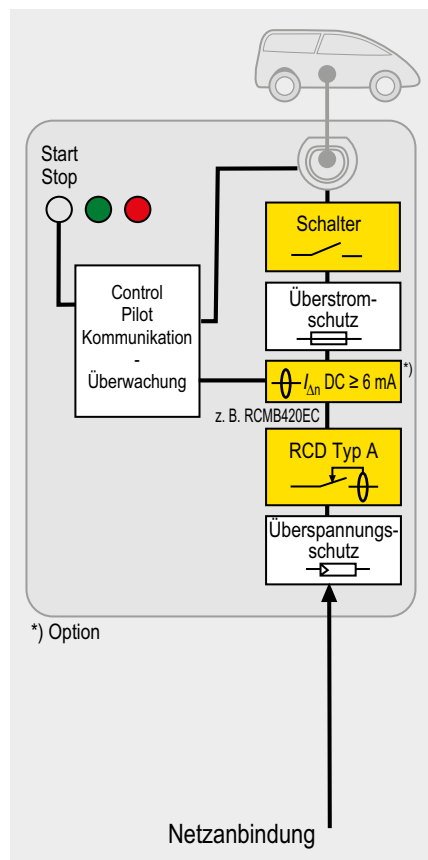 Start
Stop
Schalter
Control
Pilot
Kommunikation
-
Überwachung
Überstrom-
schutz
I∆n DC ≥ 6 mA *)
z. B. RCMB420EC
RCD Typ A
Überspannungs-
schutz
*) Option
Netzanbindung